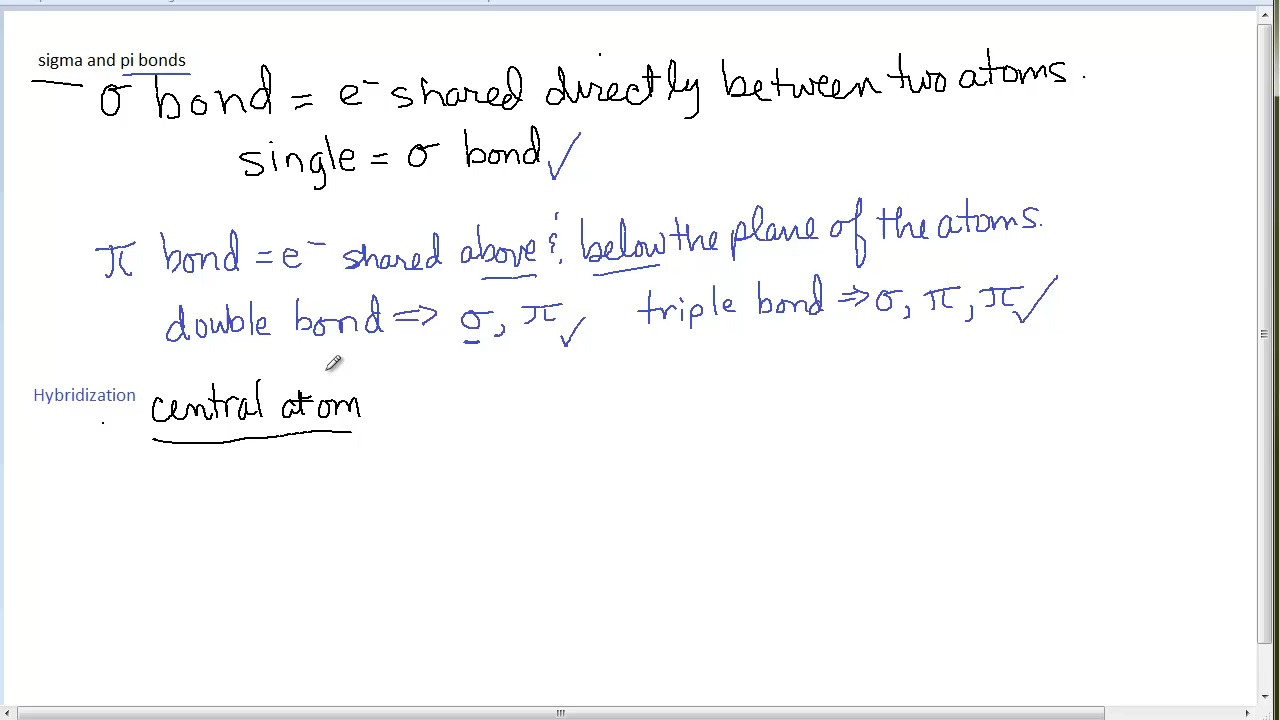 sigma and pi bonds
σ bond = e⁻ shared directly between two atoms.
single = σ bond ✓
π bond = e⁻ shared above & below the plane of the atoms.
double bond ⇒ σ, π ✓ triple bond ⇒ σ, π, π ✓
Hybridization central atom